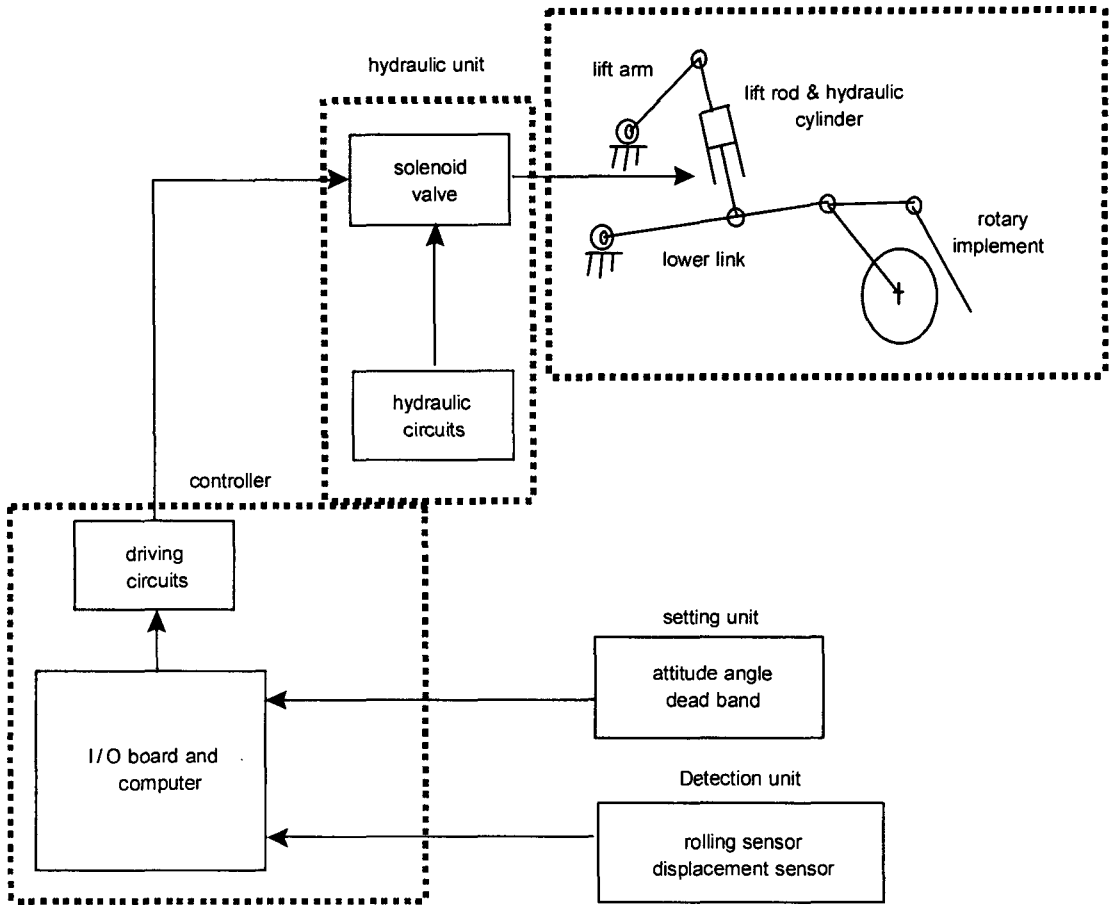 hydraulic unit
lift arm
lift rod & hydraulic
cylinder
solenoid
valve
rotary
implement
lower link
hydraulic
circuits
controller
driving
circuits
setting unit
attitude angle
dead band
I/O board and
computer
Detection unit
rolling sensor
displacement sensor